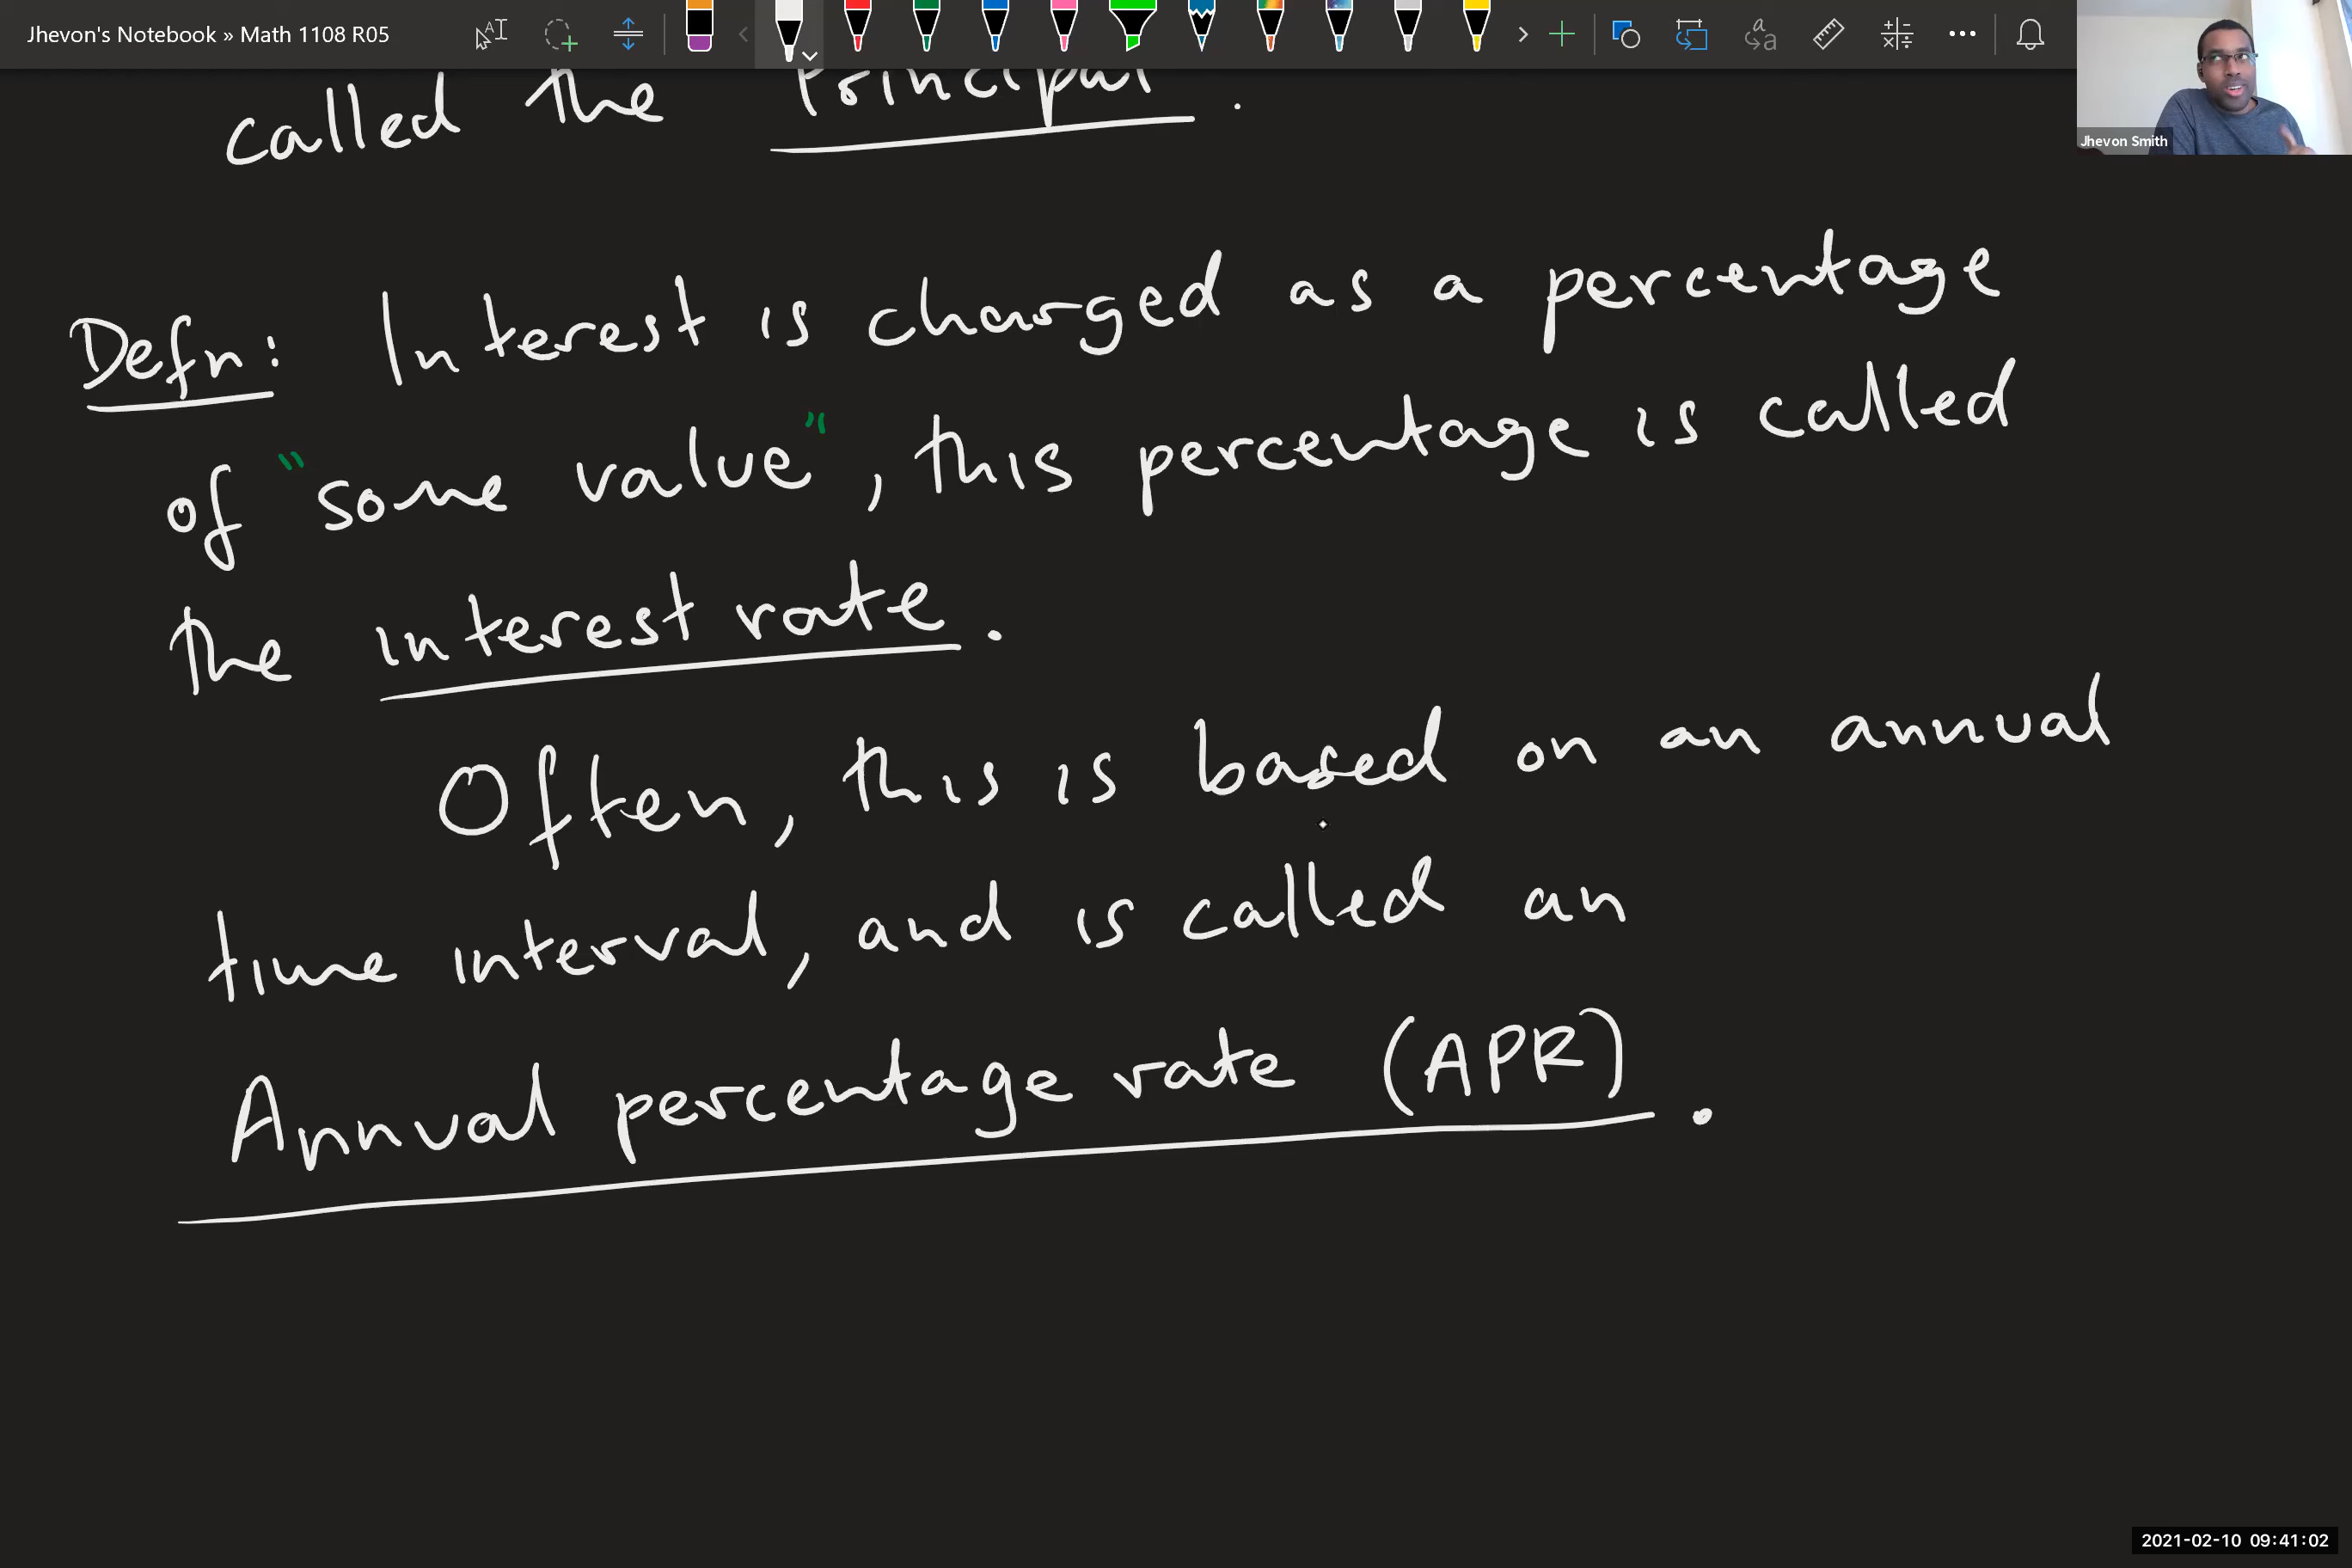 Jhevon's Notebook » Math 1108 R05
Jhevon Smith
called the Principal.
Defn: Interest is charged as a percentage
of "some value", this percentage is called
the interest rate.
Often, this is based on an annual
time interval, and is called an
Annual percentage rate (APR).
2021-02-10 09:41:02